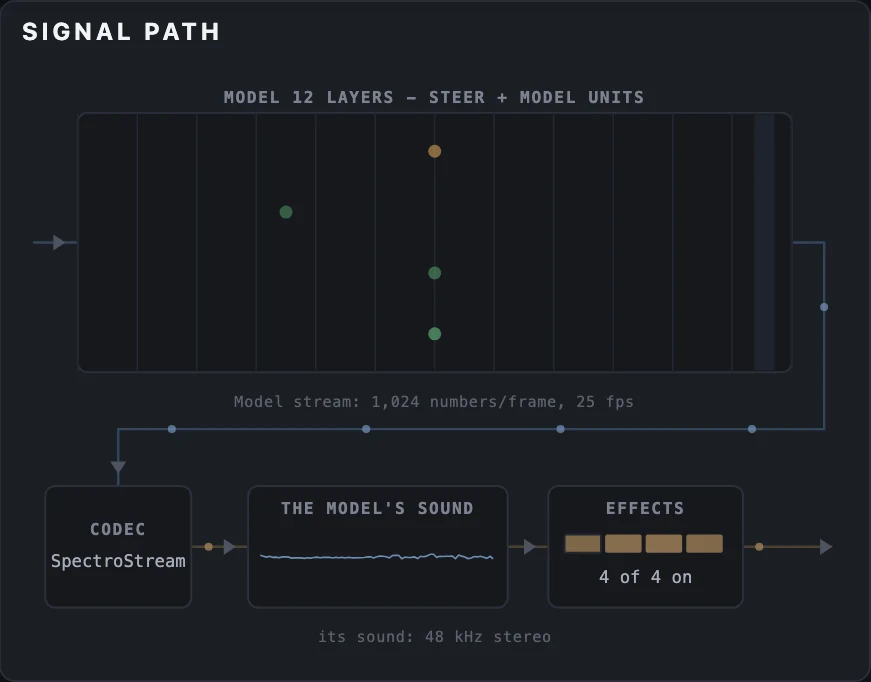 SIGNAL PATH
MODEL 12 LAYERS – STEER + MODEL UNITS
Model stream: 1,024 numbers/frame, 25 fps
CODEC
SpectroStream
THE MODEL'S SOUND
EFFECTS
4 of 4 on
its sound: 48 kHz stereo